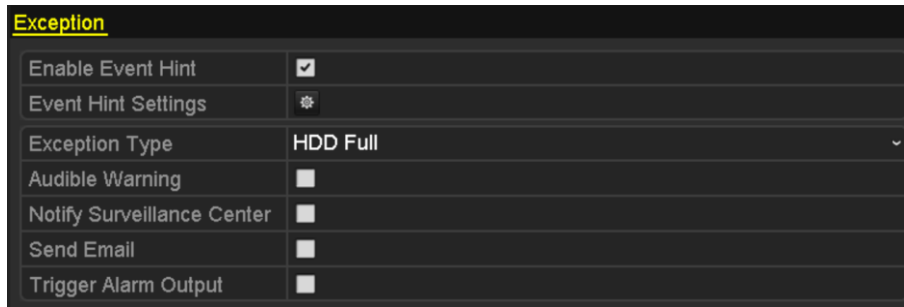 Exception
Enable Event Hint
Event Hint Settings
Exception Type HDD Full
Audible Warning
Notify Surveillance Center
Send Email
Trigger Alarm Output